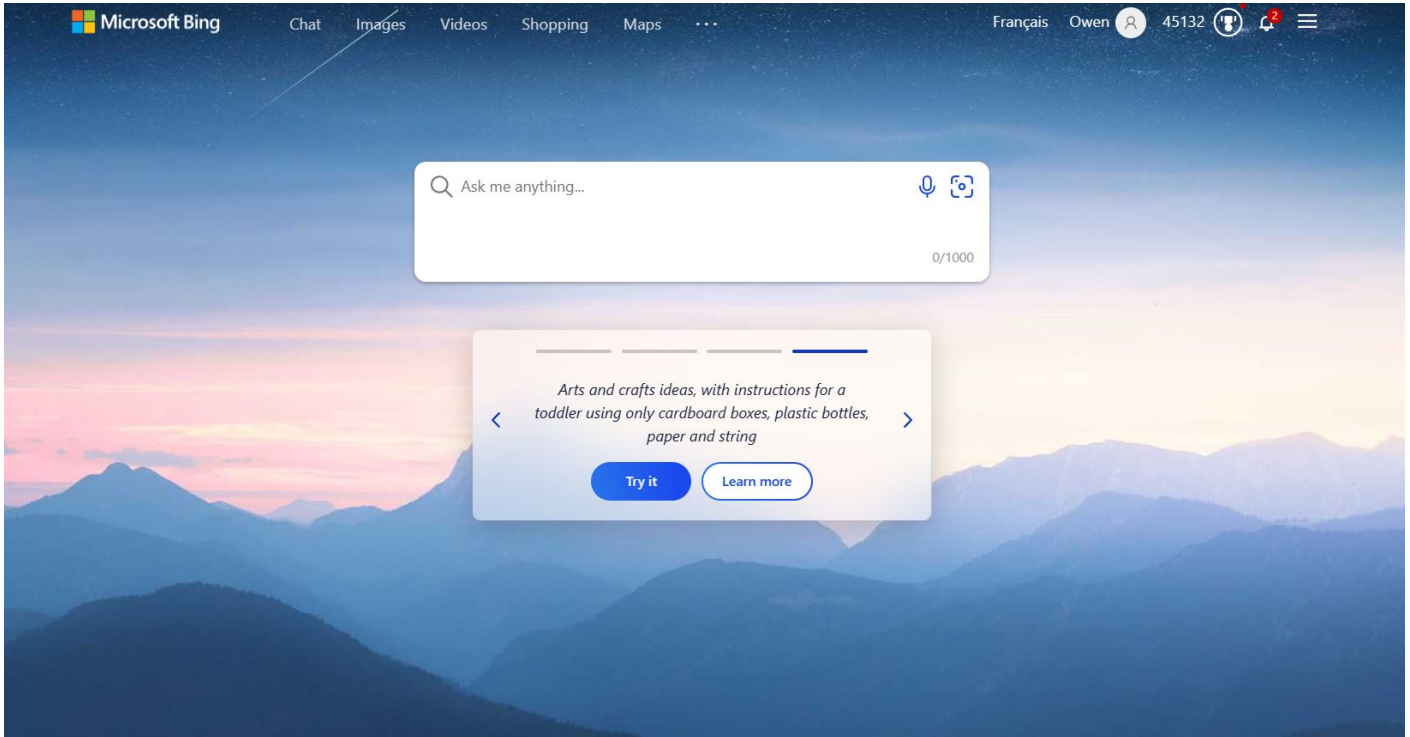 Microsoft Bing Chat Images Videos Shopping Maps ··· Français Owen 45132 2
Ask me anything...
0/1000
Arts and crafts ideas, with instructions for a
toddler using only cardboard boxes, plastic bottles,
paper and string
Try it Learn more